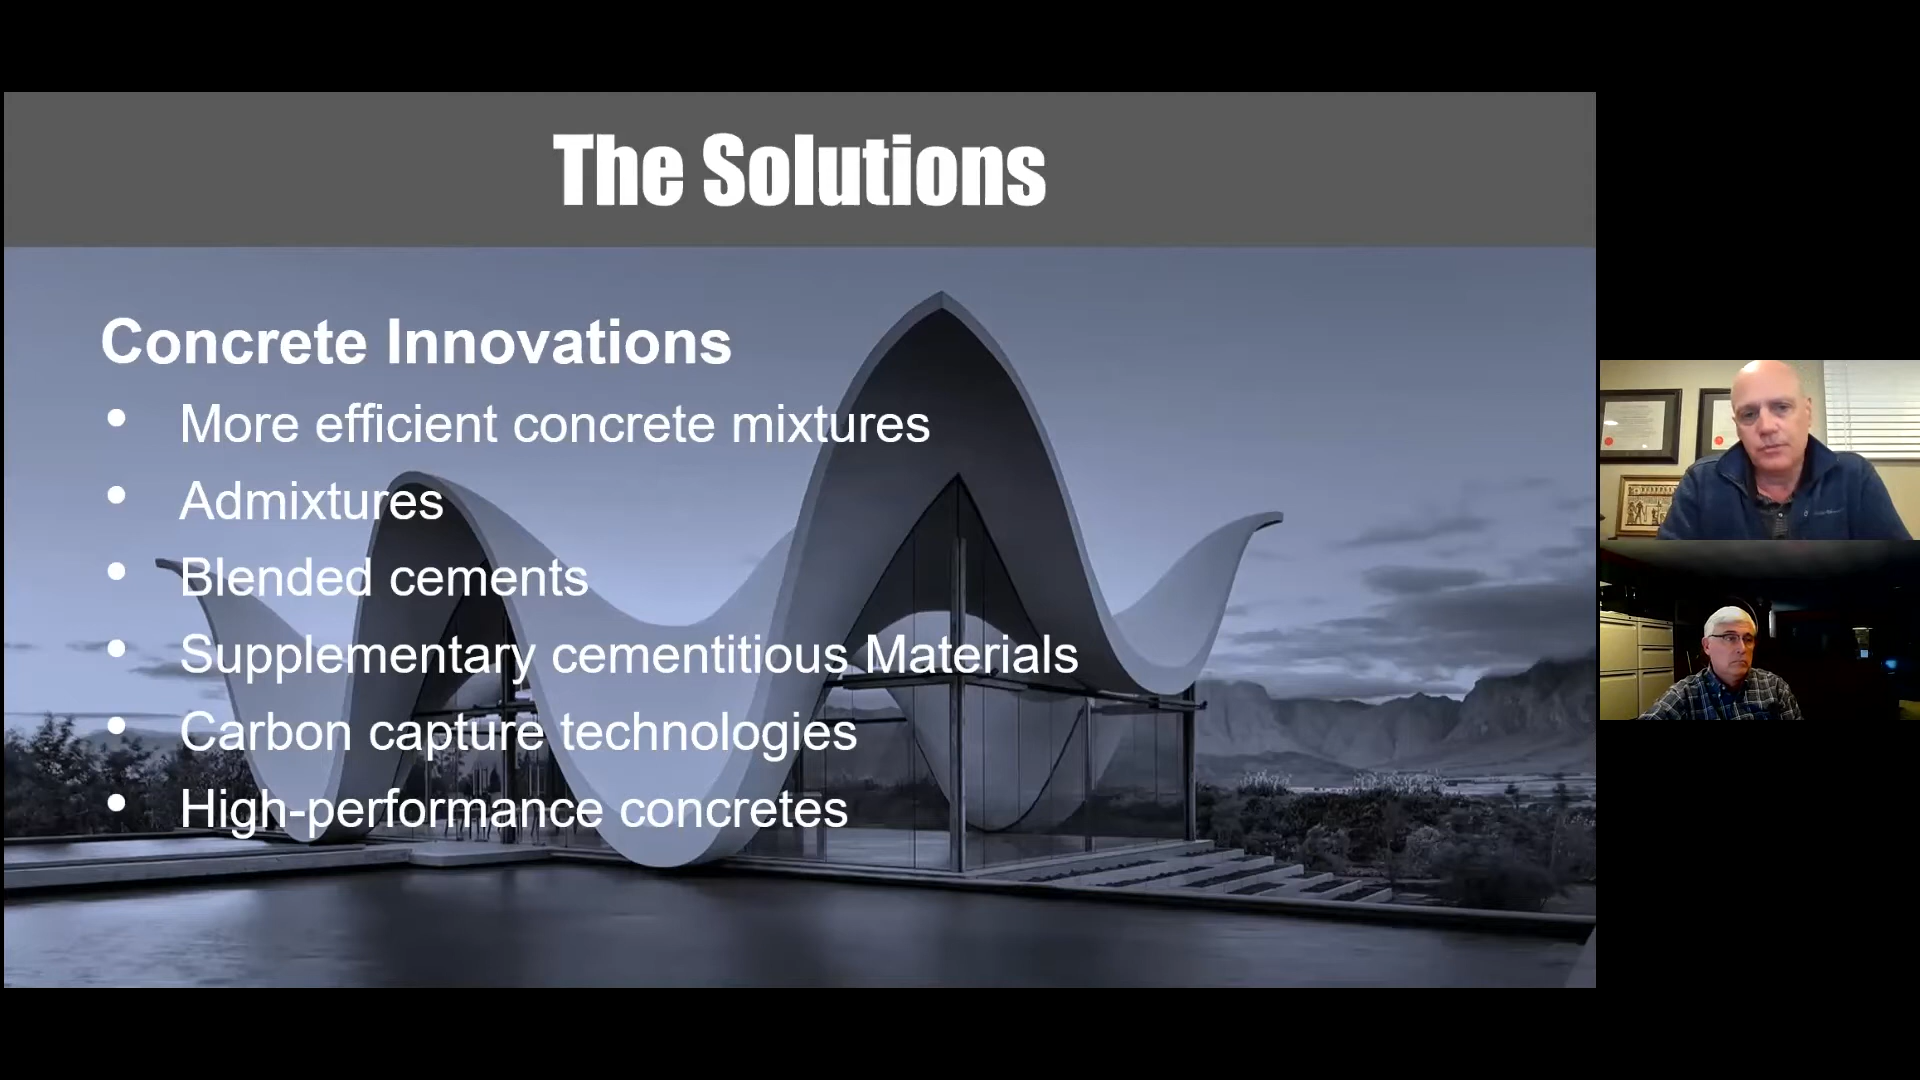 The Solutions
Concrete Innovations
• More efficient concrete mixtures
• Admixtures
• Blended cements
• Supplementary cementitious Materials
• Carbon capture technologies
• High-performance concretes